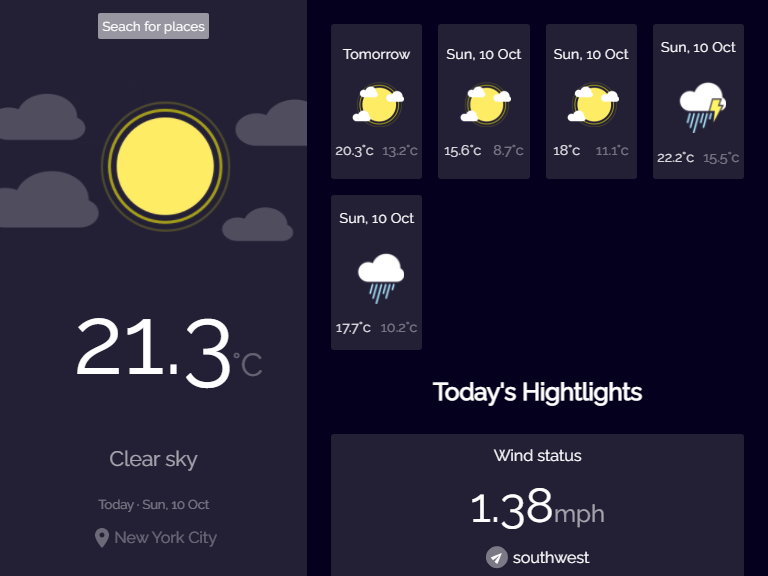 Seach for places
21.3°C
Clear sky
Today · Sun, 10 Oct
New York City
Tomorrow
20.3°c 13.2°c
Sun, 10 Oct
15.6°c 8.7°c
Sun, 10 Oct
18°c 11.1°c
Sun, 10 Oct
22.2°c 15.5°c
Sun, 10 Oct
17.7°c 10.2°c
Today's Hightlights
Wind status
1.38mph
southwest